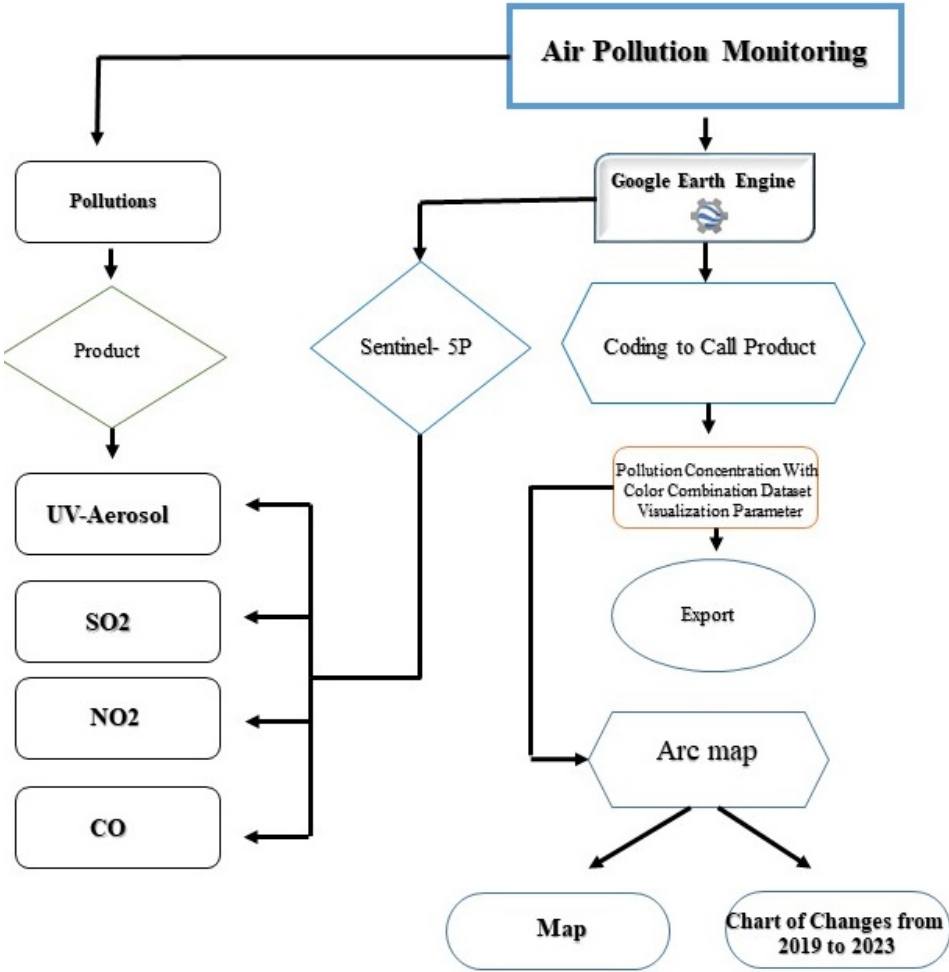 Air Pollution Monitoring
Pollutions
Google Earth Engine
Product
Sentinel- 5P
Coding to Call Product
UV-Aerosol
Pollution Concentration With
Color Combination Dataset
Visualization Parameter
SO2
Export
NO2
Arc map
CO
Map
Chart of Changes from
2019 to 2023